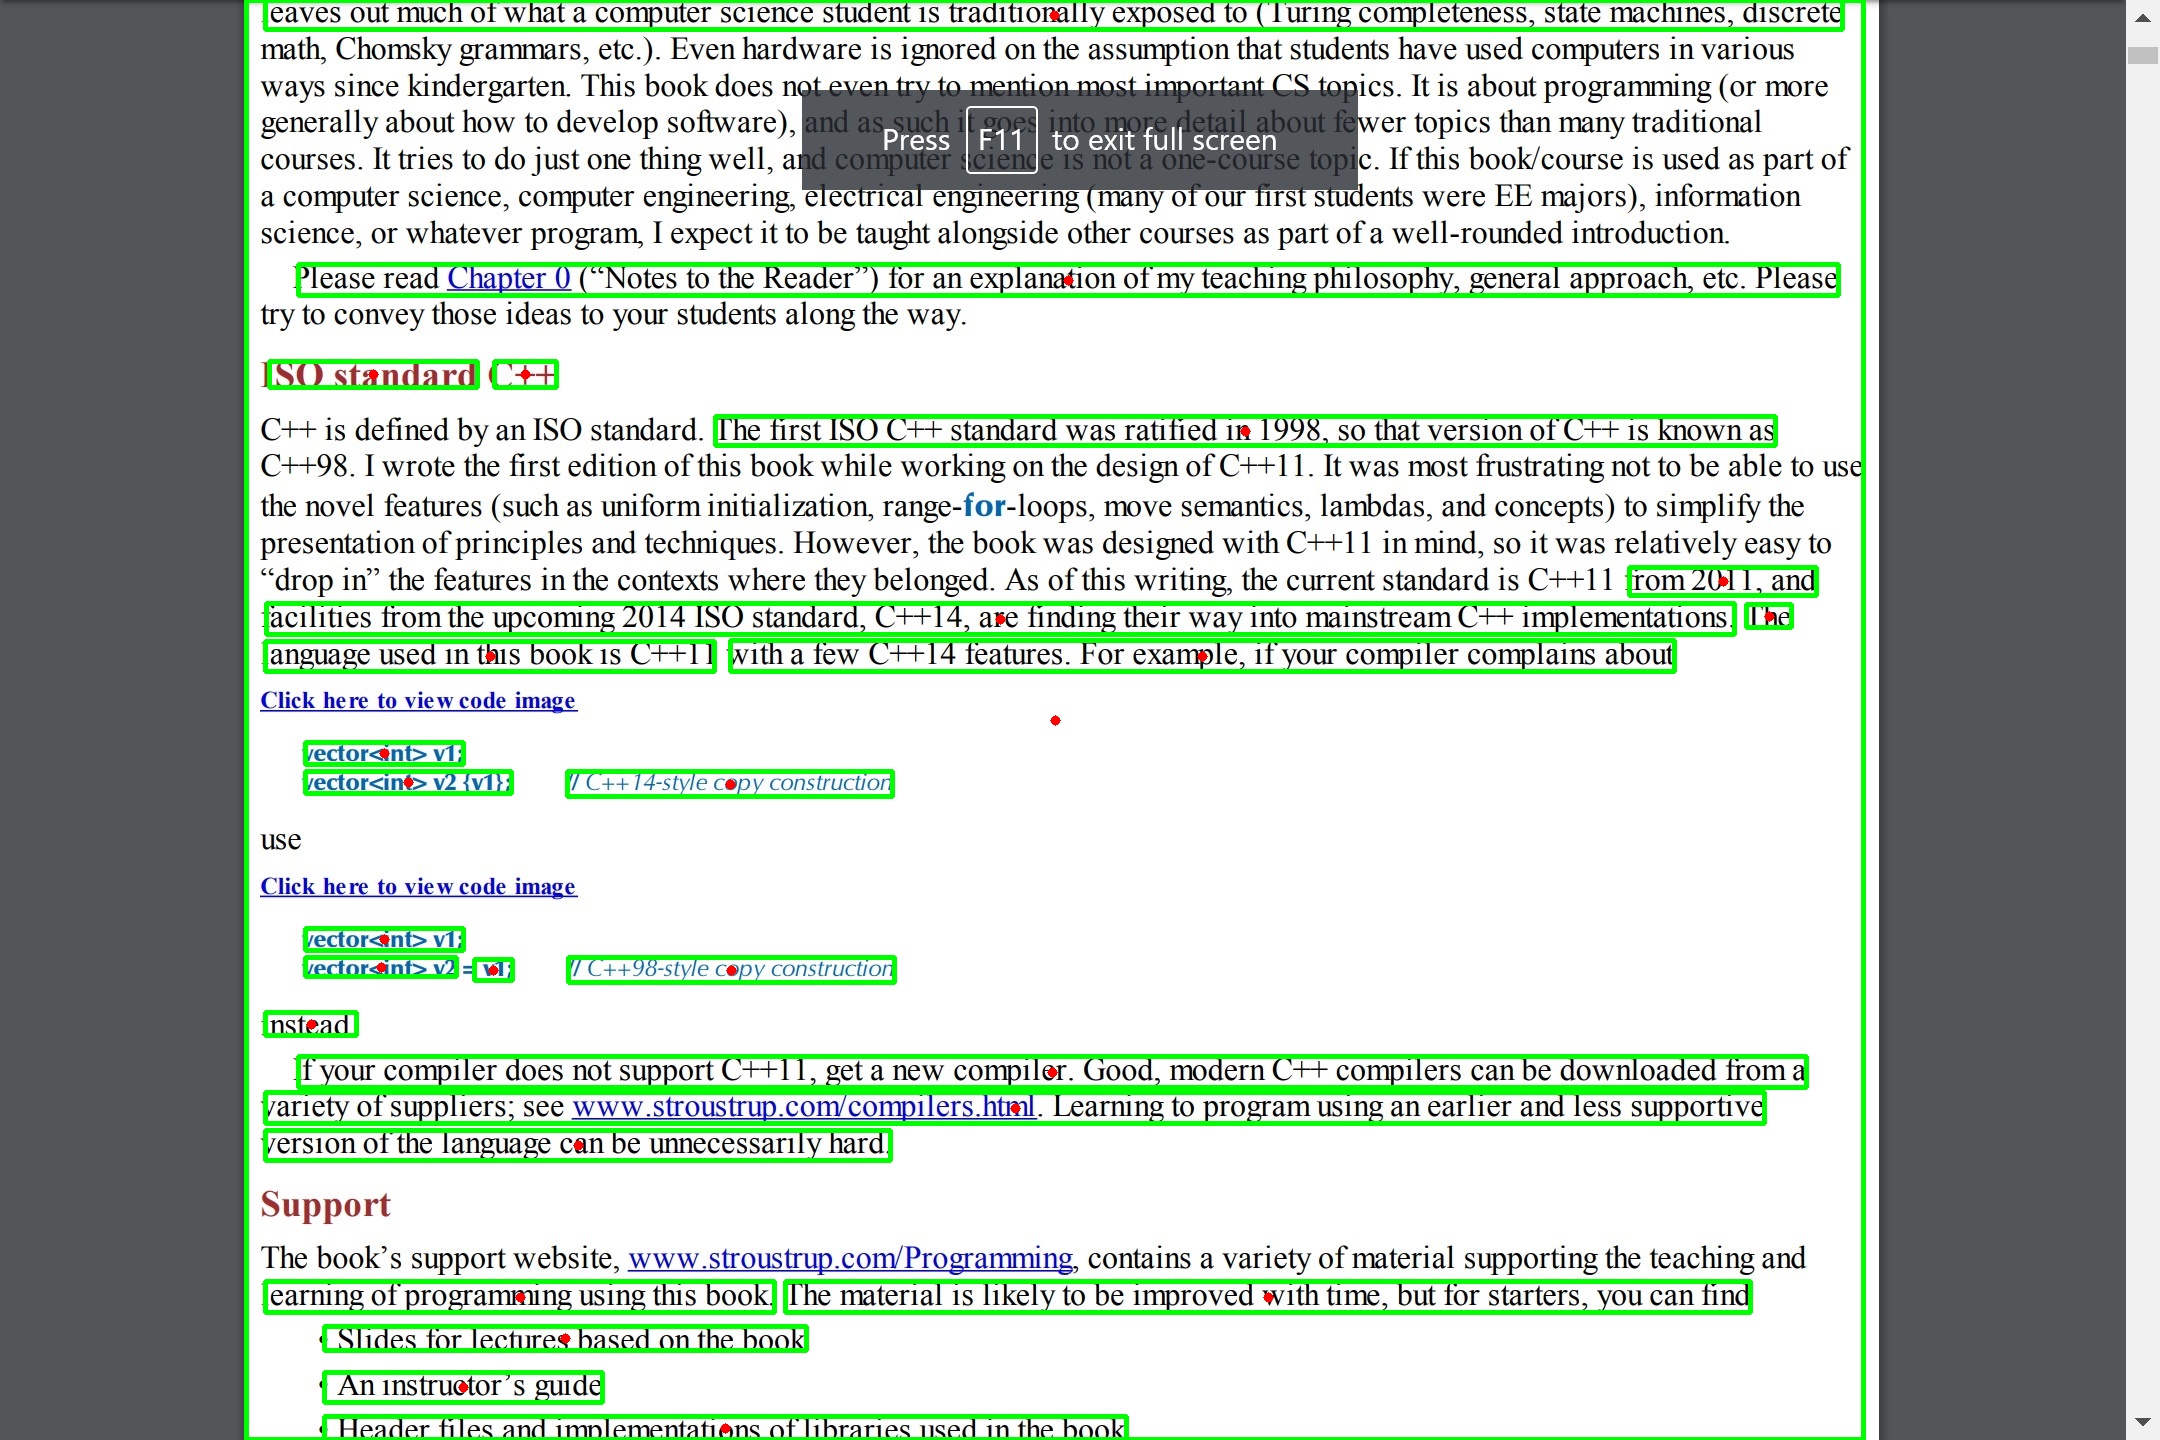 leaves out much of what a computer science student is traditionally exposed to (Turing completeness, state machines, discrete
math, Chomsky grammars, etc.). Even hardware is ignored on the assumption that students have used computers in various
ways since kindergarten. This book does not even try to mention most important CS topics. It is about programming (or more
generally about how to develop software), and as such it goes into more detail about fewer topics than many traditional
courses. It tries to do just one thing well, and computer science is not a one-course topic. If this book/course is used as part of
Press F11 to exit full screen
a computer science, computer engineering, electrical engineering (many of our first students were EE majors), information
science, or whatever program, I expect it to be taught alongside other courses as part of a well-rounded introduction.
Please read Chapter 0 (“Notes to the Reader”) for an explanation of my teaching philosophy, general approach, etc. Please
try to convey those ideas to your students along the way.
ISO standard C++
C++ is defined by an ISO standard. The first ISO C++ standard was ratified in 1998, so that version of C++ is known as
C++98. I wrote the first edition of this book while working on the design of C++11. It was most frustrating not to be able to use
the novel features (such as uniform initialization, range-for-loops, move semantics, lambdas, and concepts) to simplify the
presentation of principles and techniques. However, the book was designed with C++11 in mind, so it was relatively easy to
“drop in” the features in the contexts where they belonged. As of this writing, the current standard is C++11 from 2011, and
facilities from the upcoming 2014 ISO standard, C++14, are finding their way into mainstream C++ implementations. The
language used in this book is C++11 with a few C++14 features. For example, if your compiler complains about
Click here to view code image
vector<int> v1;
vector<int> v2 {v1}; // C++14-style copy construction
use
Click here to view code image
vector<int> v1;
vector<int> v2 = v1; // C++98-style copy construction
instead.
If your compiler does not support C++11, get a new compiler. Good, modern C++ compilers can be downloaded from a
variety of suppliers; see www.stroustrup.com/compilers.html. Learning to program using an earlier and less supportive
version of the language can be unnecessarily hard.
Support
The book’s support website, www.stroustrup.com/Programming, contains a variety of material supporting the teaching and
learning of programming using this book. The material is likely to be improved with time, but for starters, you can find
• Slides for lectures based on the book
• An instructor’s guide
• Header files and implementations of libraries used in the book